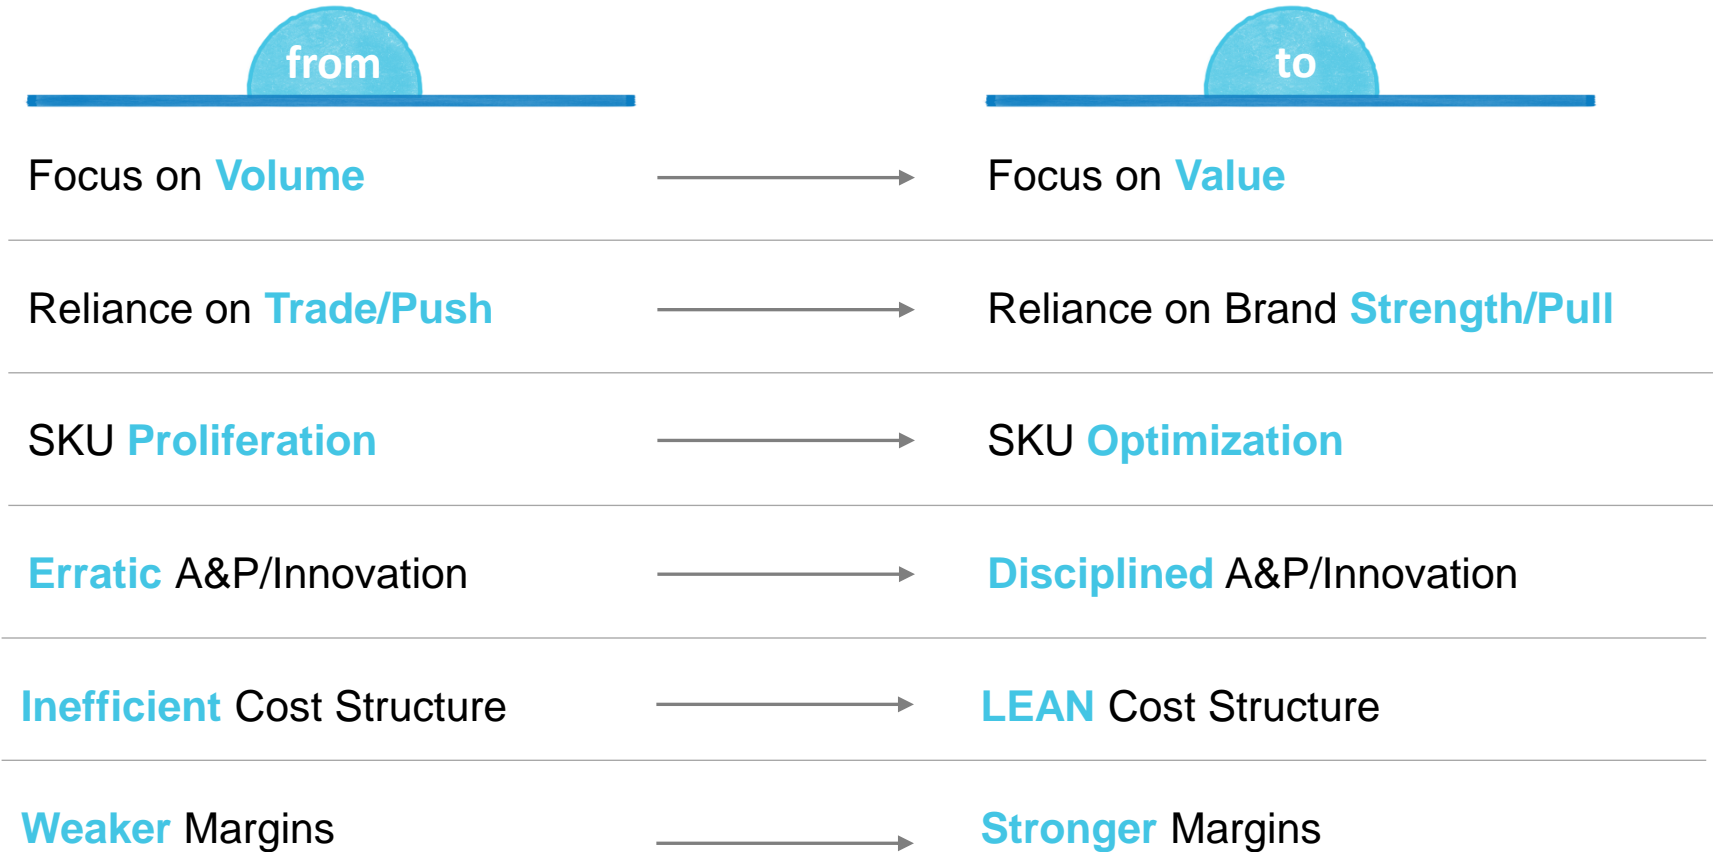 from
to
Focus on Volume
Focus on Value
Reliance on Trade/Push
Reliance on Brand Strength/Pull
SKU Proliferation
SKU Optimization
Erratic A&P/Innovation
Disciplined A&P/Innovation
Inefficient Cost Structure
LEAN Cost Structure
Weaker Margins
Stronger Margins